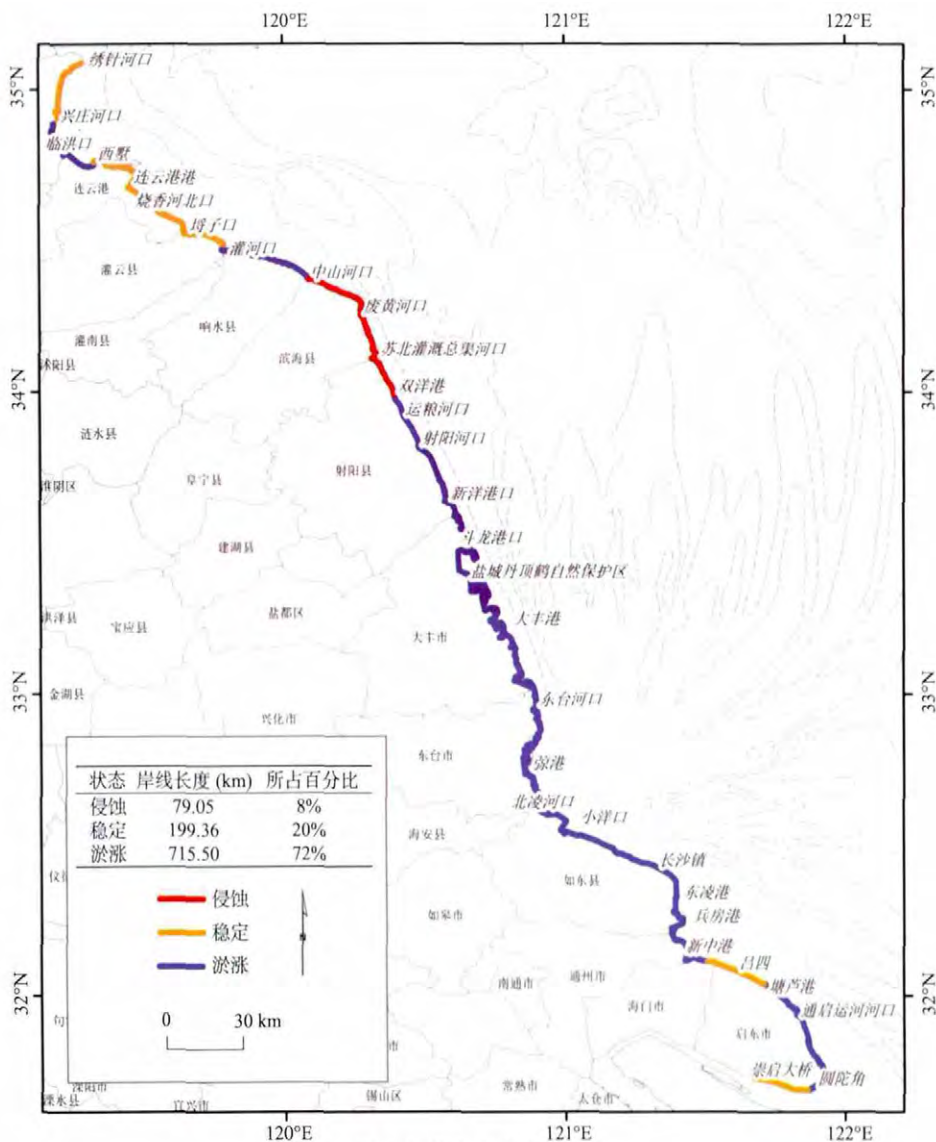 120°E
121°E
122°E
35°N
35°N
绣针河口
兴庄河口
临洪口
西墅
连云港港
连云港
烧香河北口
埒子口
灌河口
灌云县
中山河口
废黄河口
响水县
灌南县
滨海县
苏北灌溉总渠河口
沭阳县
34°N
34°N
双洋港
运粮河口
涟水县
射阳河口
射阳县
阜宁县
淮阴区
新洋港口
斗龙港口
建湖县
盐城丹顶鹤自然保护区
洪泽县
宝应县
盐都区
大丰港
大丰市
33°N
33°N
金湖县
东台河口
兴化市
东台市
弶港
状态 岸线长度 (km) 所占百分比
侵蚀 79.05 8%
稳定 199.36 20%
淤涨 715.50 72%
侵蚀
稳定
淤涨
0 30 km
北凌河口
小洋口
海安县
长沙镇
如东县
东凌港
如皋市
兵房港
新中港
吕四
32°N
32°N
南通市
通州市
塘芦港
海门市
通启运河河口
启东市
崇启大桥
圆陀角
溧阳市
溧水县
宜兴市
锡山区
常熟市
太仓市
120°E
121°E
122°E